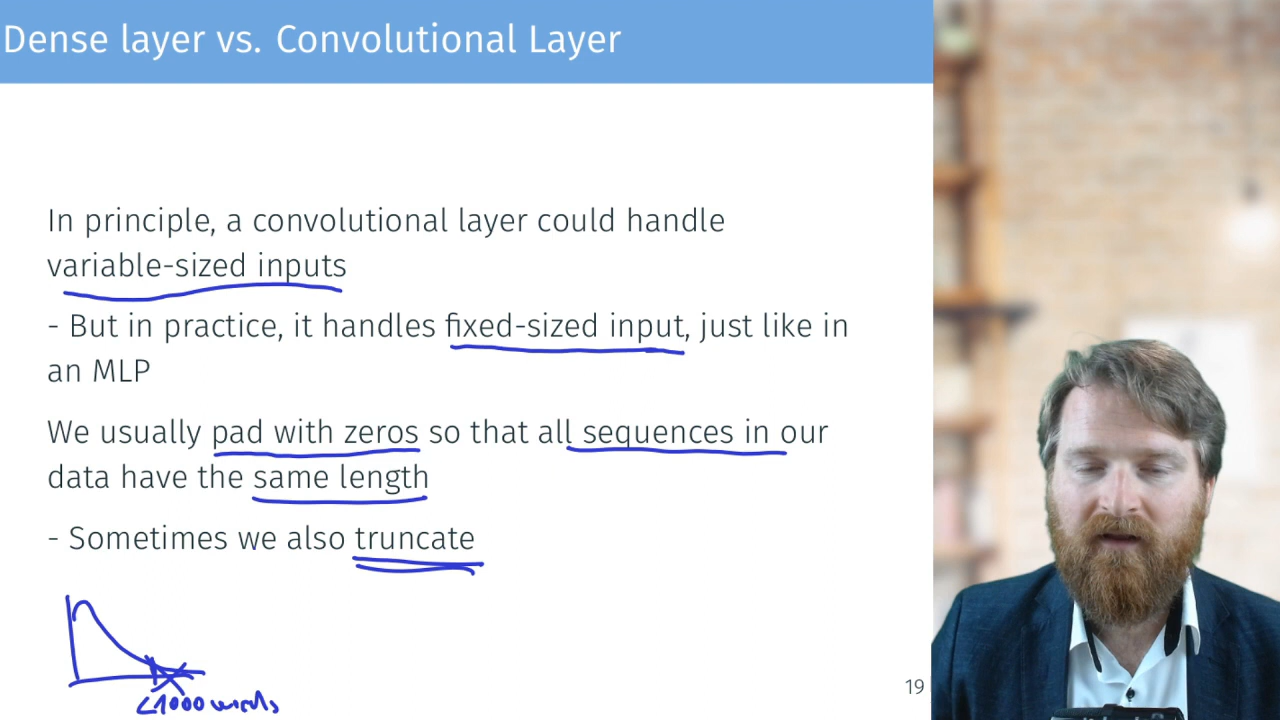 Dense layer vs. Convolutional Layer
In principle, a convolutional layer could handle
variable-sized inputs
- But in practice, it handles fixed-sized input, just like in
an MLP
We usually pad with zeros so that all sequences in our
data have the same length
- Sometimes we also truncate
<1000 words
19